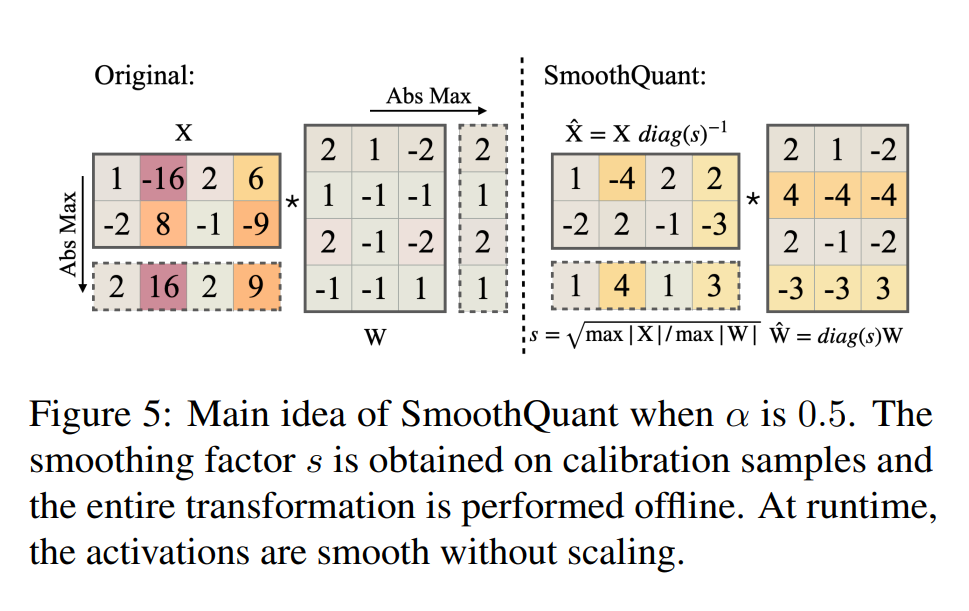 Original:
SmoothQuant:
Abs Max
X
X̂ = X diag(s)⁻¹
Abs Max
1 -16 2 6
-2 8 -1 -9
2 16 2 9
*
2 1 -2
1 -1 -1
2 -1 -2
-1 -1 1
2
1
2
1
W
1 -4 2 2
-2 2 -1 -3
1 4 1 3
*
2 1 -2
4 -4 -4
2 -1 -2
-3 -3 3
s = √max |X|/max |W|
Ŵ = diag(s)W
Figure 5: Main idea of SmoothQuant when α is 0.5. The
smoothing factor s is obtained on calibration samples and
the entire transformation is performed offline. At runtime,
the activations are smooth without scaling.